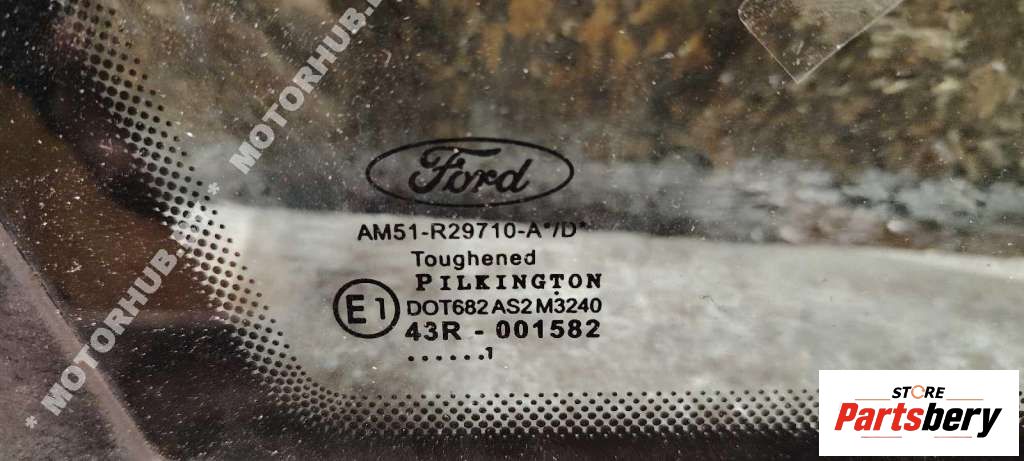 Ford
AM51-R29710-A*/D*
Toughened
PILKINGTON
E1
DOT682 AS2 M3240
43R - 001582
......1
* MOTORHUB.
* MOTORHUB.
STORE
Partsbery